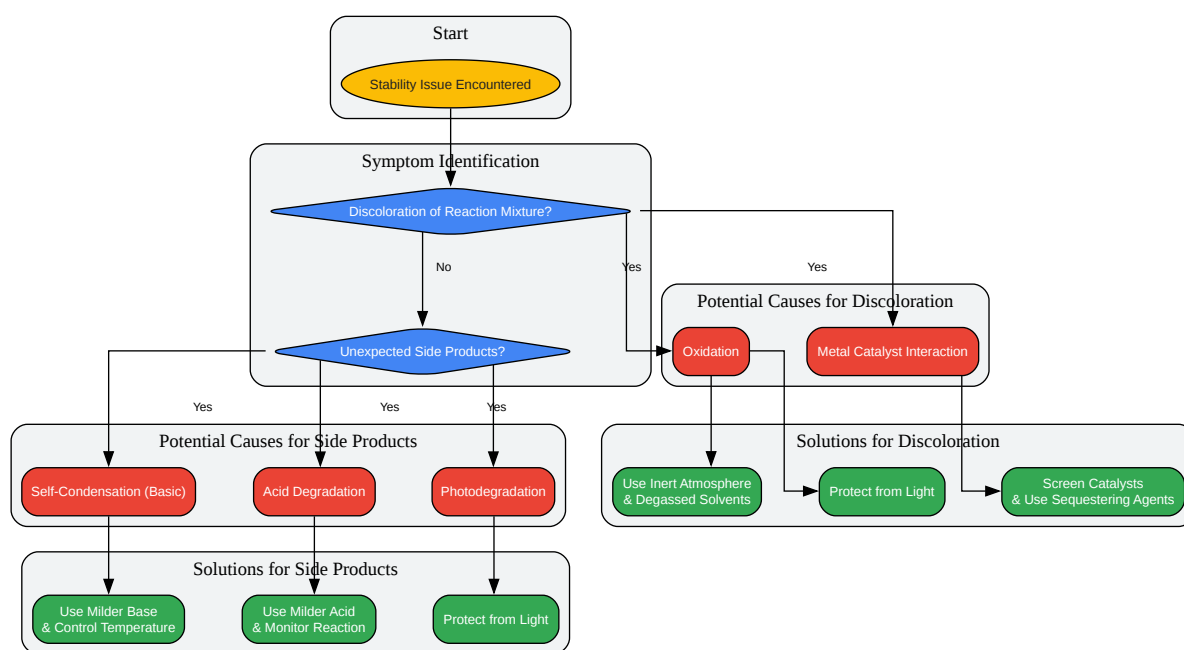 Start
Stability Issue Encountered
Symptom Identification
Discoloration of Reaction Mixture?
No
Yes
Yes
Potential Causes for Discoloration
Unexpected Side Products?
Oxidation
Metal Catalyst Interaction
Yes
Yes
Yes
Potential Causes for Side Products
Solutions for Discoloration
Self-Condensation (Basic)
Acid Degradation
Photodegradation
Use Inert Atmosphere
& Degassed Solvents
Protect from Light
Screen Catalysts
& Use Sequestering Agents
Solutions for Side Products
Use Milder Base
& Control Temperature
Use Milder Acid
& Monitor Reaction
Protect from Light